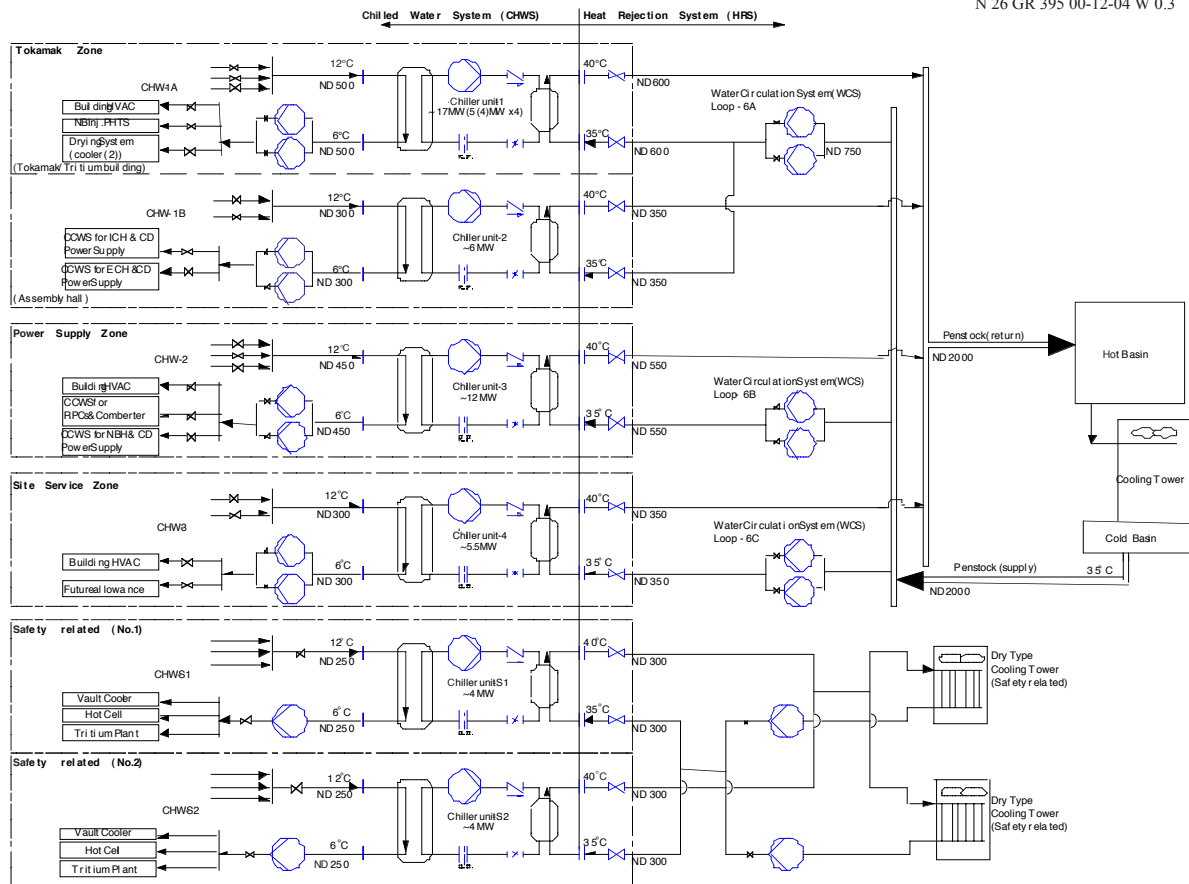 N 26 GR 395 00-12-04 W 0.3
Chilled Water System (CHWS)
Heat Rejection System (HRS)
Tokamak Zone
CHW-1A
12°C
ND 500
Chiller unit-1
~17MW(5 (4)MW x4)
40°C
ND 600
Water Circulation System(WCS)
Loop - 6A
Building HVAC
NB Inj. PHTS
Drying System
(cooler (2))
(Tokamak/Tritium building)
6°C
ND 500
35°C
ND 600
ND 750
CHW-1B
12°C
ND 300
Chiller unit-2
~6 MW
40°C
ND 350
CCWS for ICH & CD
Power Supply
CCWS for ECH & CD
Power Supply
(Assembly hall)
6°C
ND 300
35°C
ND 350
Power Supply Zone
CHW-2
12°C
ND 450
Chiller unit-3
~12 MW
40°C
ND 550
Water Circulation System(WCS)
Loop- 6B
Building HVAC
CCWSfor
RPCs& Comberter
CCWS for NBH & CD
Power Supply
6°C
ND 450
35°C
ND 550
Penstock(return)
ND2000
Hot Basin
Cooling Tower
Cold Basin
Site Service Zone
CHW3
12°C
ND 300
Chiller unit-4
~5.5MW
40°C
ND 350
Water Circulation System (WCS)
Loop - 6C
Building HVAC
Future allowance
6°C
ND 300
35°C
ND 350
Penstock (supply)
35°C
ND2000
Safety related (No.1)
CHWS1
12°C
ND 250
Chiller unit-S1
~4 MW
40°C
ND 300
Vault Cooler
Hot Cell
Tritium Plant
6°C
ND 250
35°C
ND 300
Dry Type
Cooling Tower
(Safety related)
Safety related (No.2)
CHWS2
12°C
ND 250
Chiller unit-S2
~4 MW
40°C
ND 300
Vault Cooler
Hot Cell
Tritium Plant
6°C
ND 250
35°C
ND 300
Dry Type
Cooling Tower
(Safety related)